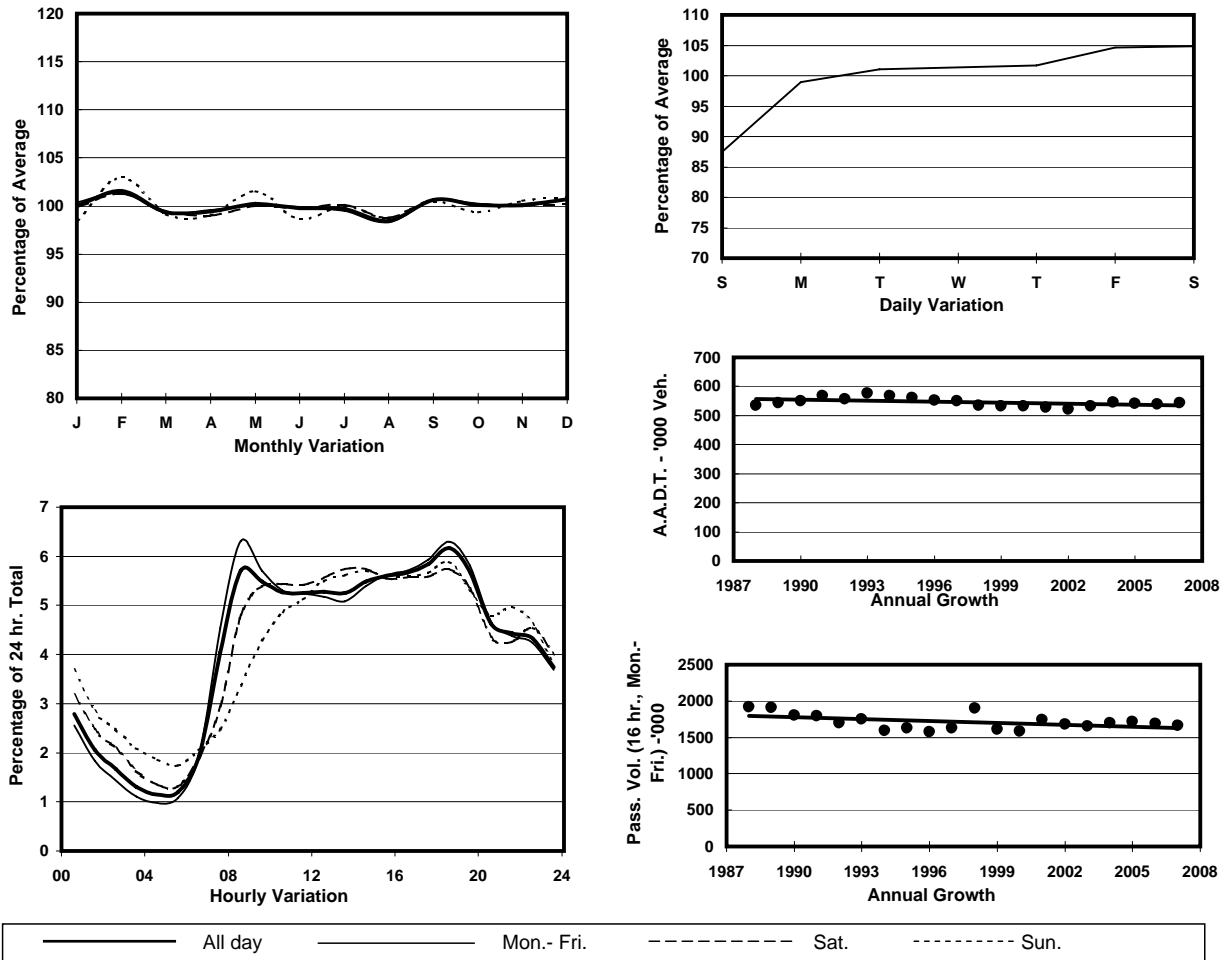 120
115
110
105
100
95
90
85
80
Percentage of Average
J F M A M J J A S O N D
Monthly Variation
110
105
100
95
90
85
80
75
70
Percentage of Average
S M T W T F S
Daily Variation
700
600
500
400
300
200
100
0
A.A.D.T. - '000 Veh.
1987 1990 1993 1996 1999 2002 2005 2008
Annual Growth
7
6
5
4
3
2
1
0
Percentage of 24 hr. Total
00 04 08 12 16 20 24
Hourly Variation
2500
2000
1500
1000
500
0
Pass. Vol. (16 hr., Mon.-
Fri.) -'000
1987 1990 1993 1996 1999 2002 2005 2008
Annual Growth
All day Mon.- Fri. Sat. Sun.